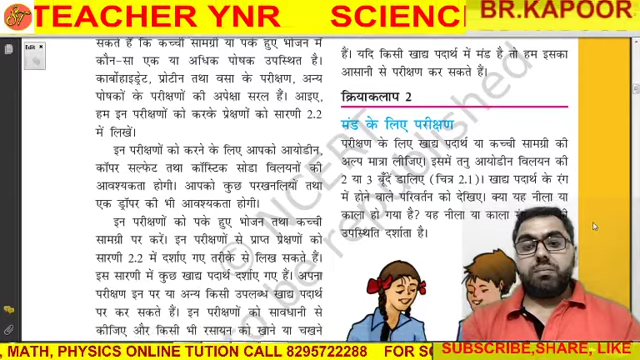 TEACHER YNR
SCIENCE
BR.KAPOOR
सकते हैं कि कच्ची सामग्री या पके हुए भोजन में
कौन-सा एक या अधिक पोषक उपस्थित है।
कार्बोहाइड्रेट, प्रोटीन तथा वसा के परीक्षण, अन्य
पोषकों के परीक्षणों की अपेक्षा सरल हैं। आइए,
हम इन परीक्षणों को करके प्रेक्षणों को सारणी 2.2
में लिखें।
इन परीक्षणों को करने के लिए आपको आयोडीन,
कॉपर सल्फेट तथा कॉस्टिक सोडा विलयनों की
आवश्यकता होगी। आपको कुछ परखनलियों तथा
एक ड्रॉपर की भी आवश्यकता होगी।
इन परीक्षणों को पके हुए भोजन तथा कच्ची
सामग्री पर करें। इन परीक्षणों से प्राप्त प्रेक्षणों को
सारणी 2.2 में दर्शाए गए तरीके से लिख सकते हैं।
इस सारणी में कुछ खाद्य पदार्थ दर्शाए गए हैं। अपना
परीक्षण इन पर या अन्य किसी उपलब्ध खाद्य पदार्थ
पर कर सकते हैं। इन परीक्षणों को सावधानी से
कीजिए और किसी भी रसायन को खाने या चखने
हैं। यदि किसी खाद्य पदार्थ में मंड है तो हम इसका
आसानी से परीक्षण कर सकते हैं।
क्रियाकलाप 2
मंड के लिए परीक्षण
परीक्षण के लिए खाद्य पदार्थ या कच्ची सामग्री की
अल्प मात्रा लीजिए। इसमें तनु आयोडीन विलयन की
2 या 3 बूँदें डालिए (चित्र 2.1)। खाद्य पदार्थ के रंग
में होने वाले परिवर्तन को देखिए। क्या यह नीला या
काला हो गया है? यह नीला या काला
उपस्थिति दर्शाता है।
© NCERT
to be republished
, MATH, PHYSICS ONLINE TUTION CALL 8295722288 FOR SC
SUBSCRIBE,SHARE, LIKE